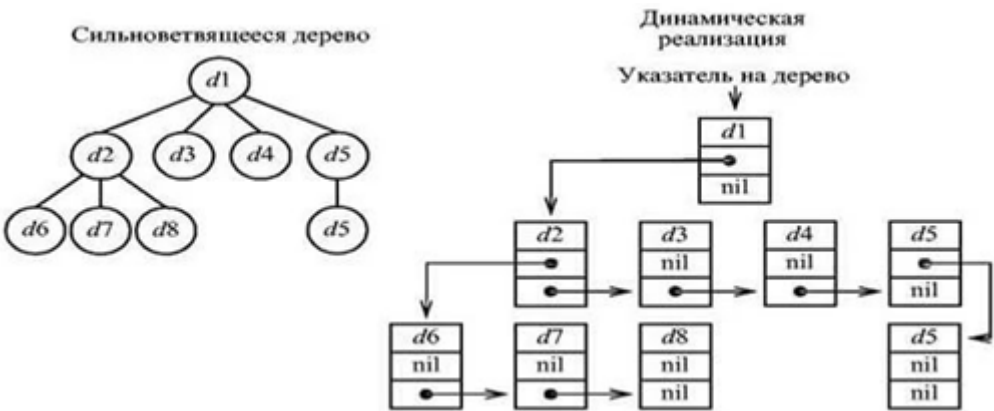 Сильноветвящееся дерево
d1
d2 d3 d4 d5
d6 d7 d8 d5
Динамическая
реализация
Указатель на дерево
d1
nil
d2 d3 d4 d5
nil nil
nil
d6 d7 d8 d5
nil nil nil nil
nil nil